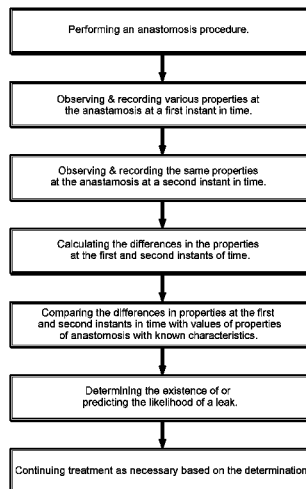 Performing an anastomosis procedure.
Observing & recording various properties at
the anastamosis at a first instant in time.
Observing & recording the same properties
at the anastamosis at a second instant in time.
Calculating the differences in the properties
at the first and second instants of time.
Comparing the differences in properties at the first
and second instants in time with values of properties
of anastomosis with known characteristics.
Determining the existence of or
predicting the likelihood of a leak.
Continuing treatment as necessary based on the determination